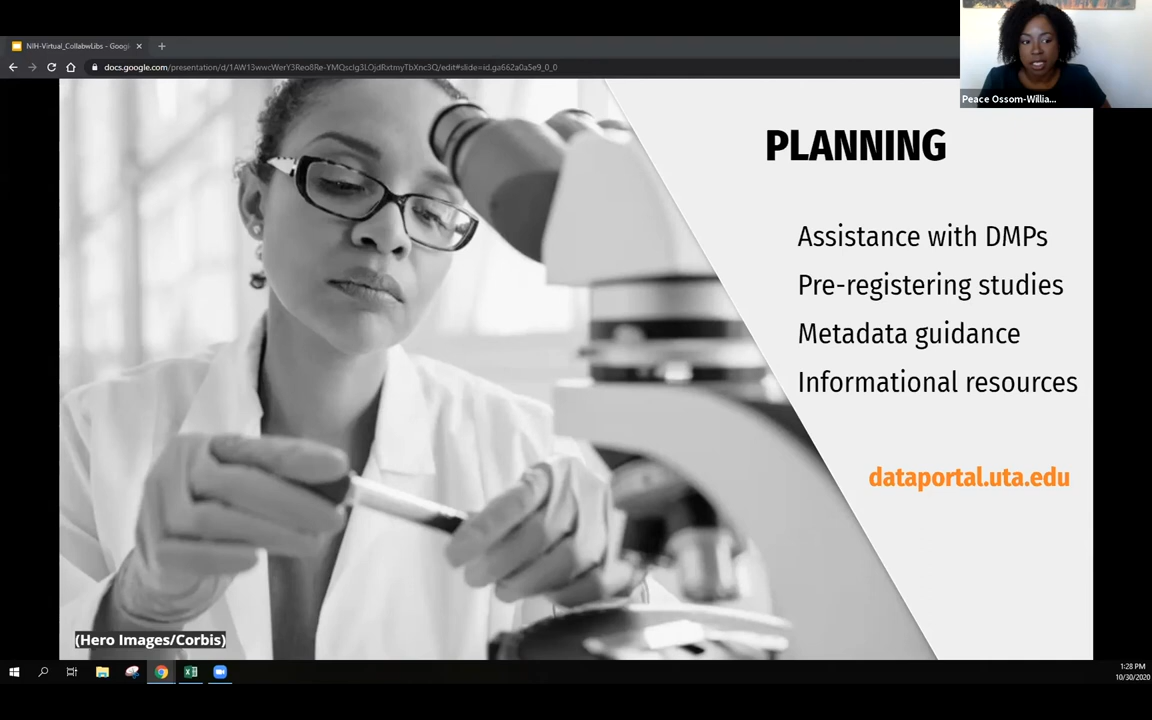 NIH-Virtual_CollabwLibs - Googl
docs.google.com/presentation/d/1AW13wwcWerY3Reo8Re-YMQsclg3LOjdRxtmyTbXnc3Q/edit#slide=id.ga662a0a5e9_0_0
Peace Ossom-Willia...
PLANNING
Assistance with DMPs
Pre-registering studies
Metadata guidance
Informational resources
dataportal.uta.edu
(Hero Images/Corbis)
1:28 PM
10/30/2020